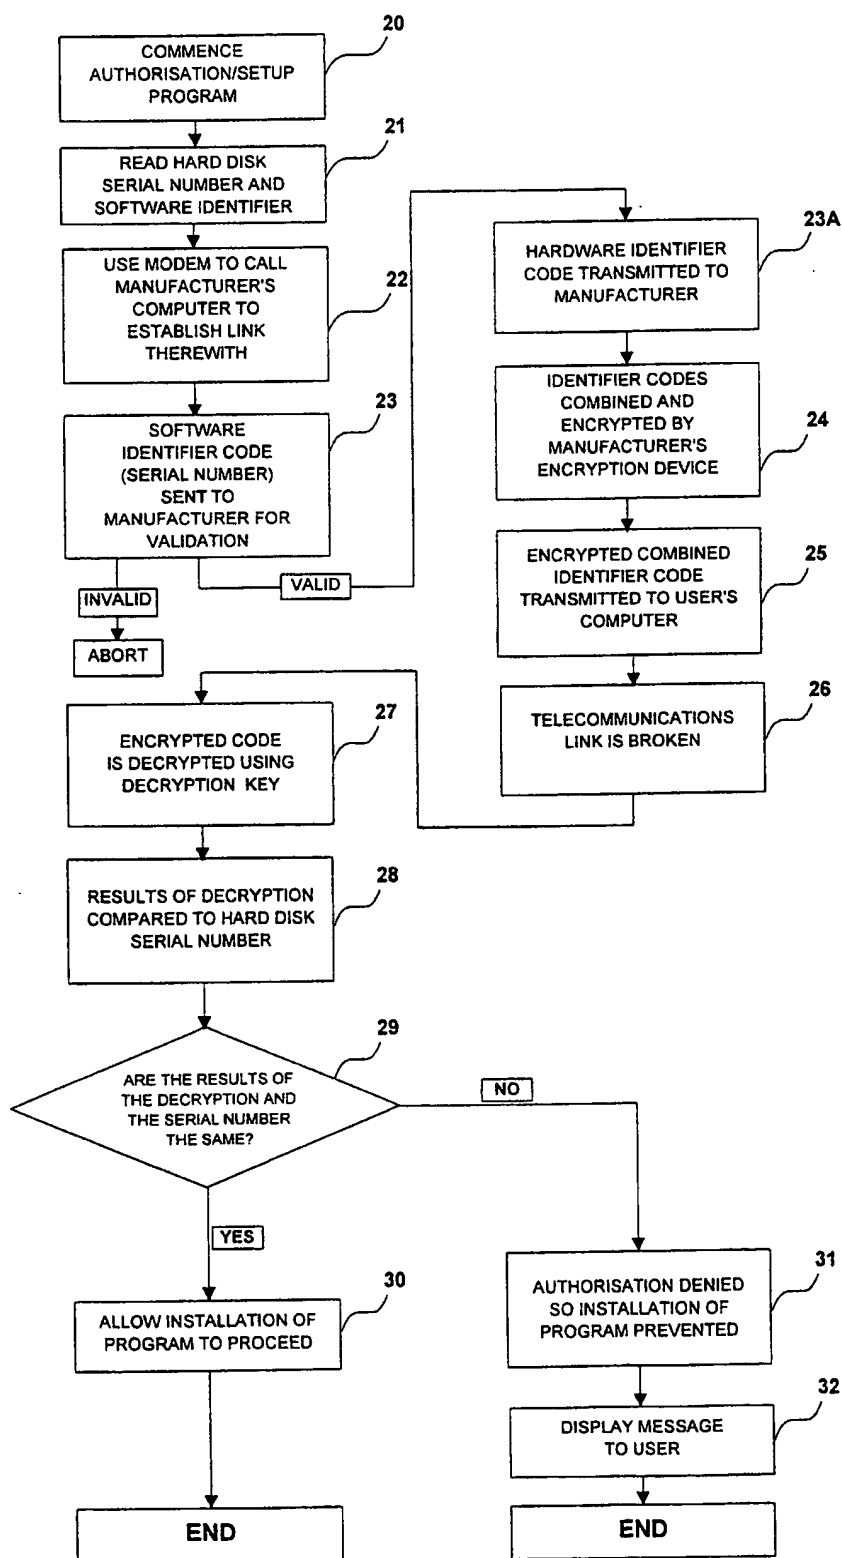 20
COMMENCE
AUTHORISATION/SETUP
PROGRAM
21
READ HARD DISK
SERIAL NUMBER AND
SOFTWARE IDENTIFIER
22
USE MODEM TO CALL
MANUFACTURER'S
COMPUTER TO
ESTABLISH LINK
THEREWITH
23
SOFTWARE
IDENTIFIER CODE
(SERIAL NUMBER)
SENT TO
MANUFACTURER FOR
VALIDATION
INVALID
VALID
ABORT
23A
HARDWARE IDENTIFIER
CODE TRANSMITTED TO
MANUFACTURER
24
IDENTIFIER CODES
COMBINED AND
ENCRYPTED BY
MANUFACTURER'S
ENCRYPTION DEVICE
25
ENCRYPTED COMBINED
IDENTIFIER CODE
TRANSMITTED TO USER'S
COMPUTER
26
TELECOMMUNICATIONS
LINK IS BROKEN
27
ENCRYPTED CODE
IS DECRYPTED USING
DECRYPTION KEY
28
RESULTS OF DECRYPTION
COMPARED TO HARD DISK
SERIAL NUMBER
29
ARE THE RESULTS OF
THE DECRYPTION AND
THE SERIAL NUMBER
THE SAME?
NO
YES
30
ALLOW INSTALLATION OF
PROGRAM TO PROCEED
END
31
AUTHORISATION DENIED
SO INSTALLATION OF
PROGRAM PREVENTED
32
DISPLAY MESSAGE
TO USER
END